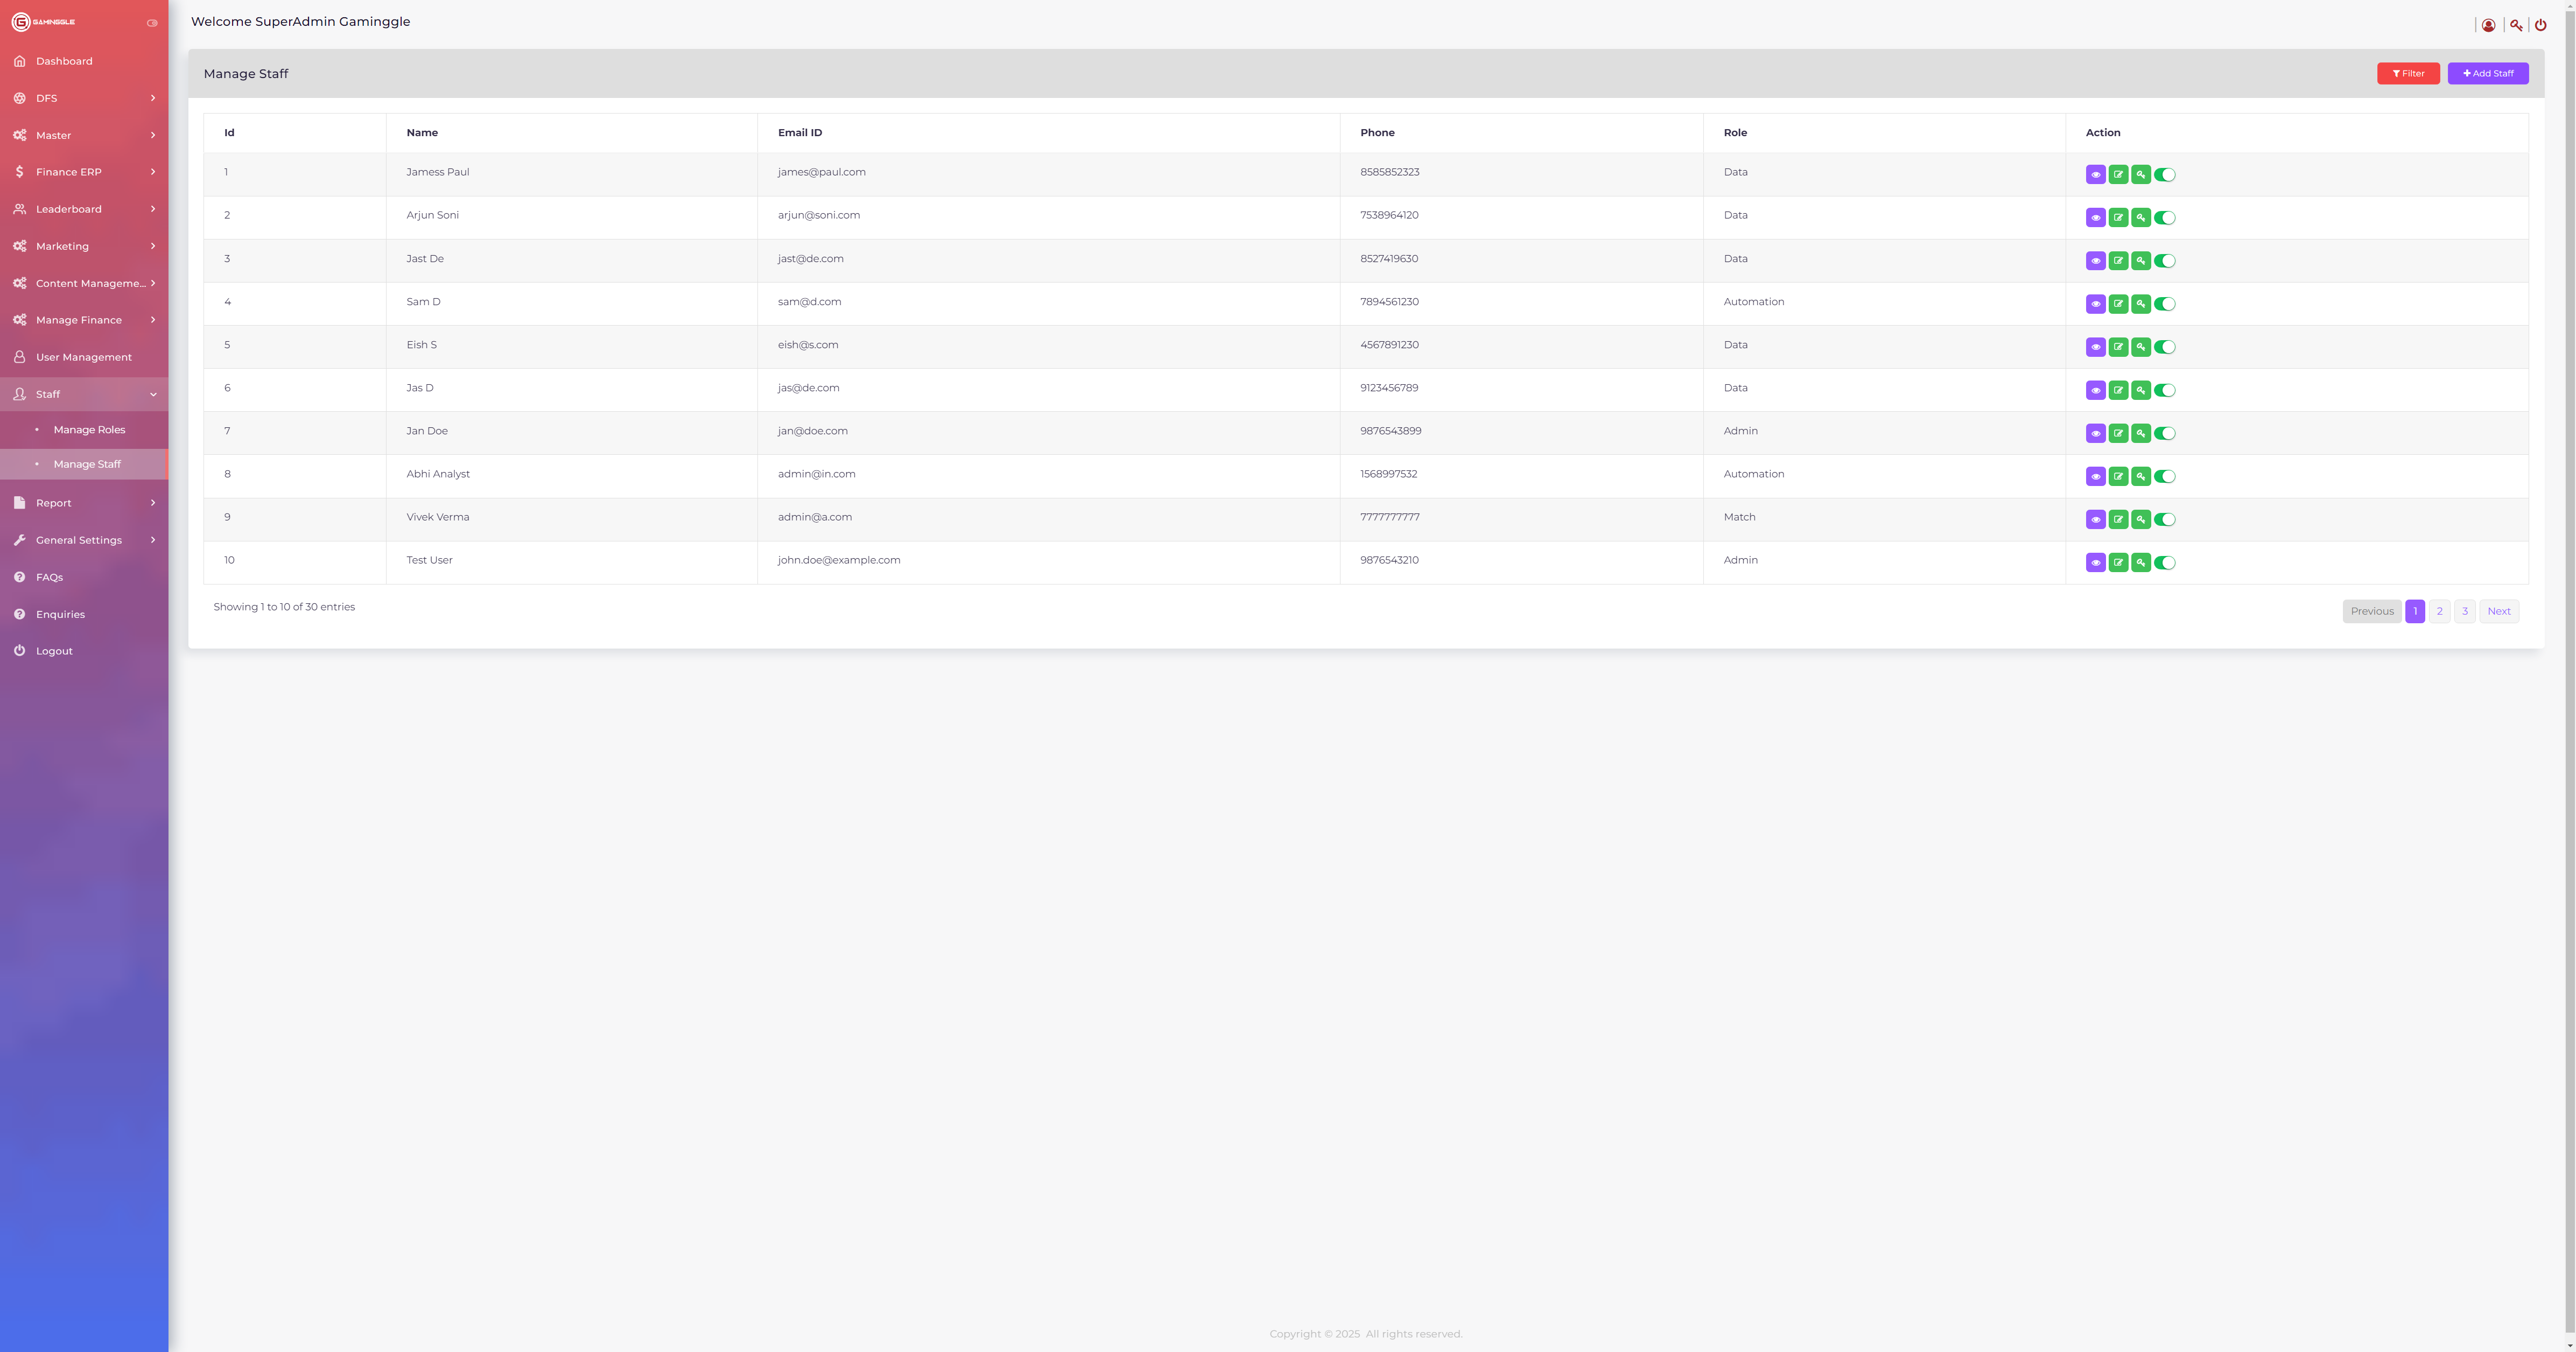 GAMINGGLE
Welcome SuperAdmin Gaminggle
Dashboard
DFS
Master
Finance ERP
Leaderboard
Marketing
Content Manageme...
Manage Finance
User Management
Staff
• Manage Roles
• Manage Staff
Report
General Settings
FAQs
Enquiries
Logout
Manage Staff Filter + Add Staff
Id Name Email ID Phone Role Action
1 Jamess Paul james@paul.com 8585852323 Data
2 Arjun Soni arjun@soni.com 7538964120 Data
3 Jast De jast@de.com 8527419630 Data
4 Sam D sam@d.com 7894561230 Automation
5 Eish S eish@s.com 4567891230 Data
6 Jas D jas@de.com 9123456789 Data
7 Jan Doe jan@doe.com 9876543899 Admin
8 Abhi Analyst admin@in.com 1568997532 Automation
9 Vivek Verma admin@a.com 7777777777 Match
10 Test User john.doe@example.com 9876543210 Admin
Showing 1 to 10 of 30 entries Previous 1 2 3 Next
Copyright © 2025 All rights reserved.